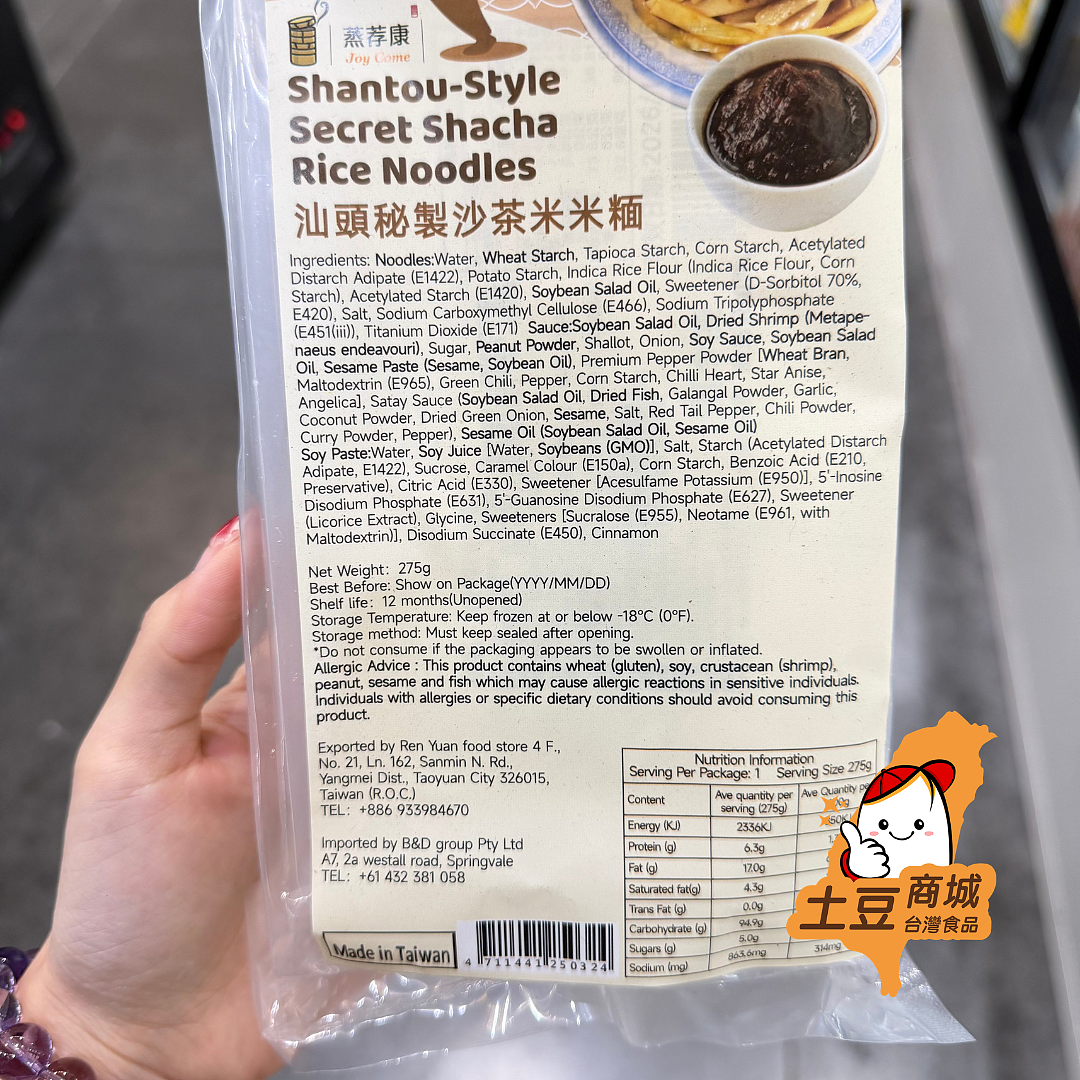 蒸荐康
Joy Come
Shantou-Style
Secret Shacha
Rice Noodles
汕頭秘製沙茶米米糆
Ingredients: Noodles:Water, Wheat Starch, Tapioca Starch, Corn Starch, Acetylated
Distarch Adipate (E1422), Potato Starch, Indica Rice Flour (Indica Rice Flour, Corn
Starch), Acetylated Starch (E1420), Soybean Salad Oil, Sweetener (D-Sorbitol 70%,
E420), Salt, Sodium Carboxymethyl Cellulose (E466), Sodium Tripolyphosphate
(E451(iii)), Titanium Dioxide (E171) Sauce:Soybean Salad Oil, Dried Shrimp (Metape-
naeus endeavouri), Sugar, Peanut Powder, Shallot, Onion, Soy Sauce, Soybean Salad
Oil, Sesame Paste (Sesame, Soybean Oil), Premium Pepper Powder [Wheat Bran,
Maltodextrin (E965), Green Chili, Pepper, Corn Starch, Chilli Heart, Star Anise,
Angelica], Satay Sauce (Soybean Salad Oil, Dried Fish, Galangal Powder, Garlic,
Coconut Powder, Dried Green Onion, Sesame, Salt, Red Tail Pepper, Chili Powder,
Curry Powder, Pepper), Sesame Oil (Soybean Salad Oil, Sesame Oil)
Soy Paste:Water, Soy Juice [Water, Soybeans (GMO)], Salt, Starch (Acetylated Distarch
Adipate, E1422), Sucrose, Caramel Colour (E150a), Corn Starch, Benzoic Acid (E210,
Preservative), Citric Acid (E330), Sweetener [Acesulfame Potassium (E950)], 5'-Inosine
Disodium Phosphate (E631), 5'-Guanosine Disodium Phosphate (E627), Sweetener
(Licorice Extract), Glycine, Sweeteners [Sucralose (E955), Neotame (E961, with
Maltodextrin)], Disodium Succinate (E450), Cinnamon
Net Weight: 275g
Best Before: Show on Package(YYYY/MM/DD)
Shelf life: 12 months(Unopened)
Storage Temperature: Keep frozen at or below -18°C (0°F).
Storage method: Must keep sealed after opening.
*Do not consume if the packaging appears to be swollen or inflated.
Allergic Advice : This product contains wheat (gluten), soy, crustacean (shrimp),
peanut, sesame and fish which may cause allergic reactions in sensitive individuals.
Individuals with allergies or specific dietary conditions should avoid consuming this
product.
Exported by Ren Yuan food store 4 F.,
No. 21, Ln. 162, Sanmin N. Rd.,
Yangmei Dist., Taoyuan City 326015,
Taiwan (R.O.C.)
TEL: +886 933984670
Imported by B&D group Pty Ltd
A7, 2a westall road, Springvale
TEL: +61 432 381 058
Made in Taiwan
4 711441 250324
Nutrition Information
Serving Per Package: 1 Serving Size 275g
Content Ave quantity per serving (275g) Ave Quantity
Energy (KJ) 2336KJ
Protein (g) 6.3g
Fat (g) 17.0g
Saturated fat(g) 4.3g
Trans Fat (g) 0.0g
Carbohydrate (g) 94.9g
Sugars (g) 5.0g
Sodium (mg) 863.6mg 314mg
土豆商城
台灣食品